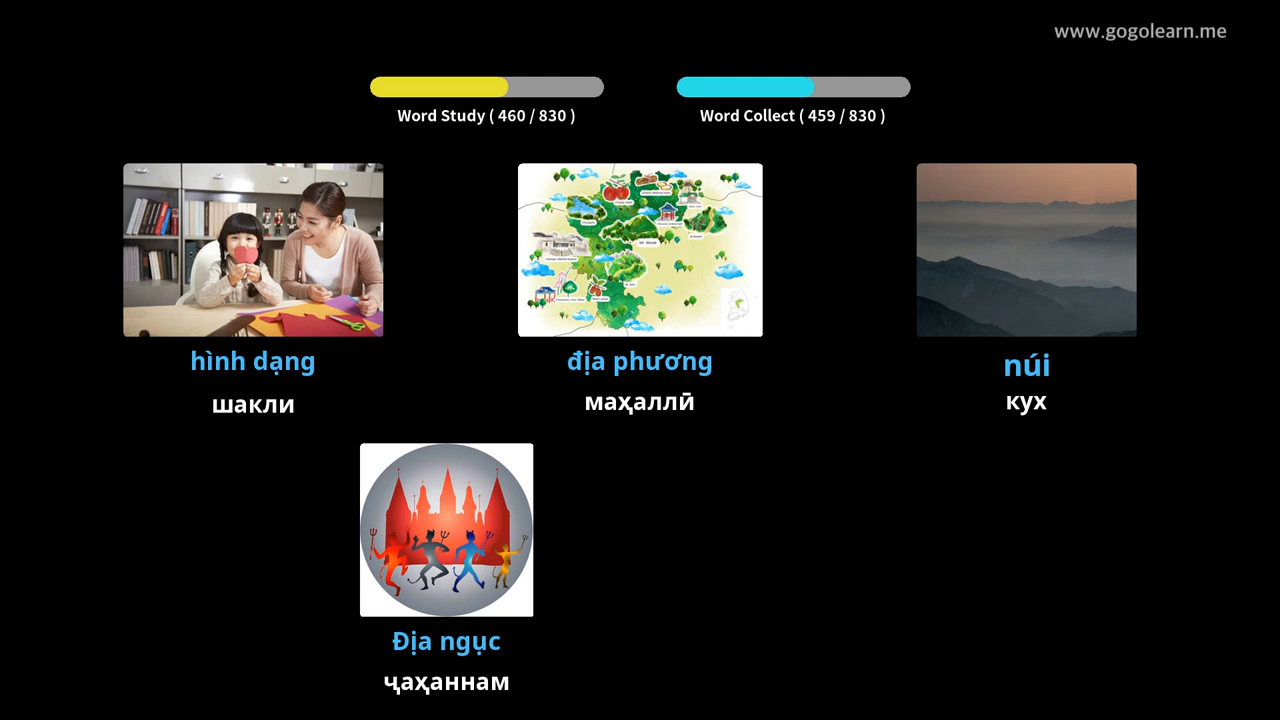 www.gogolearn.me
Word Study ( 460 / 830 )
Word Collect ( 459 / 830 )
hình dạng
địa phương
núi
шакли
маҳаллӣ
кух
Địa ngục
ҷаҳаннам